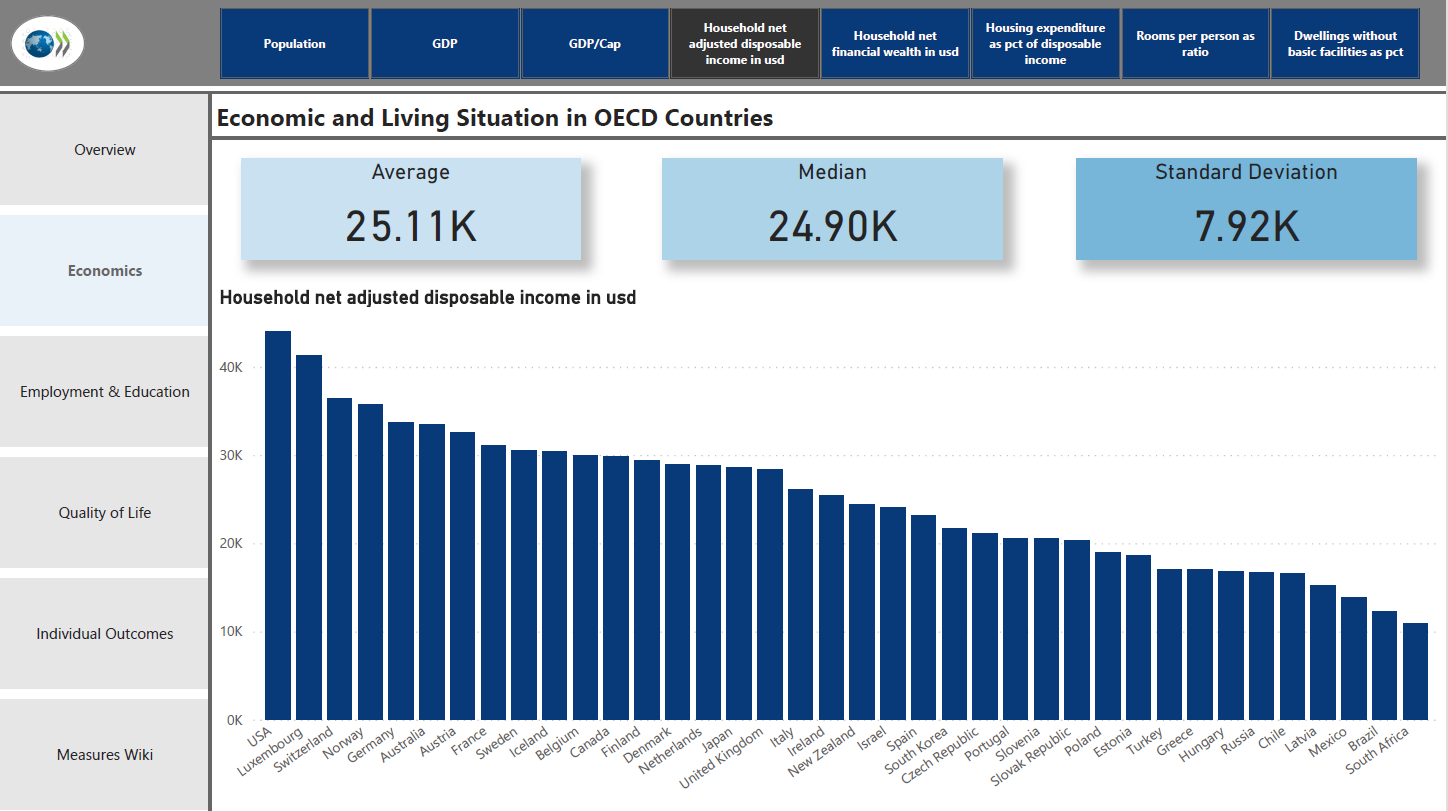 Population
GDP
GDP/Cap
Household net
adjusted disposable
income in usd
Household net
financial wealth in usd
Housing expenditure
as pct of disposable
income
Rooms per person as
ratio
Dwellings without
basic facilities as pct
Overview
Economics
Employment & Education
Quality of Life
Individual Outcomes
Measures Wiki
Economic and Living Situation in OECD Countries
Average
25.11K
Median
24.90K
Standard Deviation
7.92K
Household net adjusted disposable income in usd
40K
30K
20K
10K
0K
USA
Luxembourg
Switzerland
Norway
Germany
Australia
Austria
France
Sweden
Iceland
Belgium
Canada
Finland
Denmark
Netherlands
Japan
United Kingdom
Italy
Ireland
New Zealand
Israel
Spain
South Korea
Czech Republic
Portugal
Slovenia
Slovak Republic
Poland
Estonia
Turkey
Greece
Hungary
Russia
Chile
Latvia
Mexico
Brazil
South Africa